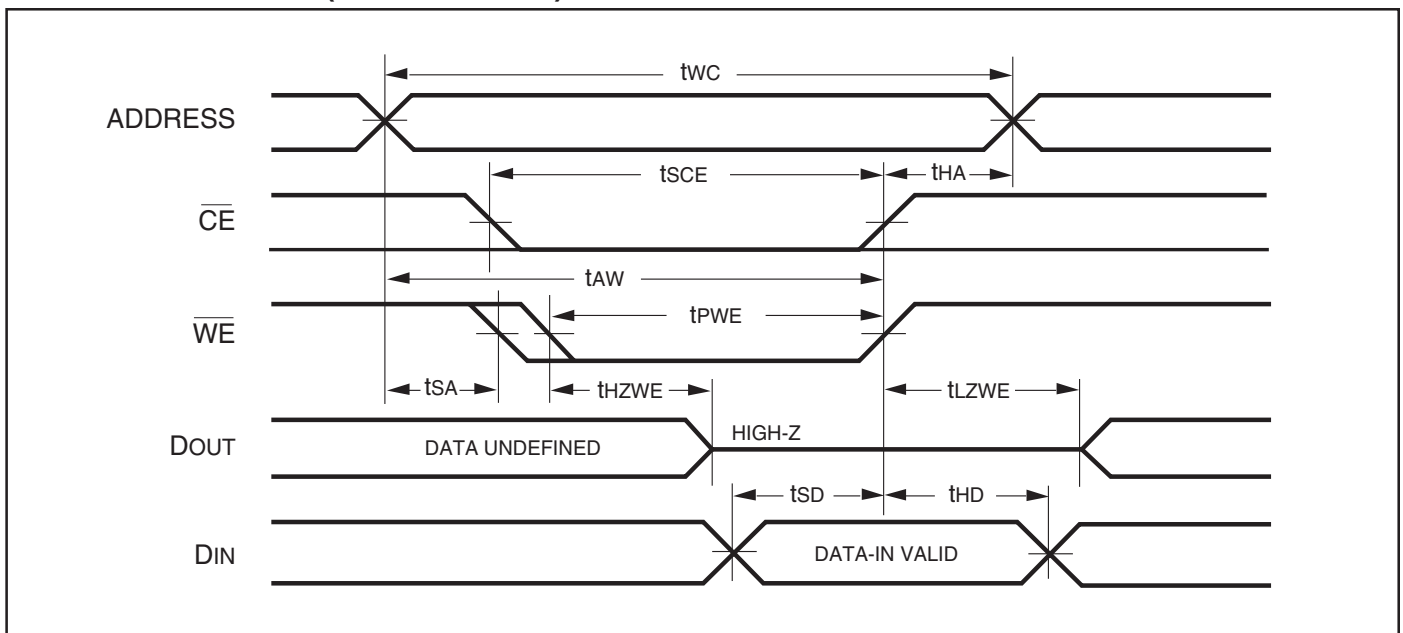 tWC
ADDRESS
tSCE
tHA
CE
tAW
tPWE
WE
tSA
tHZWE
tLZWE
DOUT
DATA UNDEFINED
HIGH-Z
tSD
tHD
DIN
DATA-IN VALID